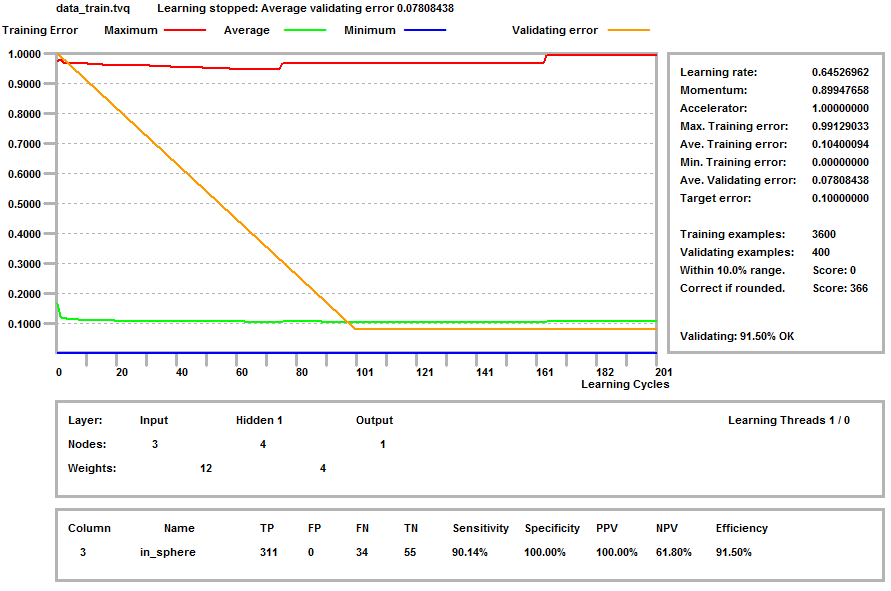 data_train.tvq Learning stopped: Average validating error 0.07808438
Training Error Maximum Average Minimum Validating error
1.0000
0.9000
0.8000
0.7000
0.6000
0.5000
0.4000
0.3000
0.2000
0.1000
0 20 40 60 80 101 121 141 161 182 201
Learning Cycles
Learning rate: 0.64526962
Momentum: 0.89947658
Accelerator: 1.00000000
Max. Training error: 0.99129033
Ave. Training error: 0.10400094
Min. Training error: 0.00000000
Ave. Validating error: 0.07808438
Target error: 0.10000000
Training examples: 3600
Validating examples: 400
Within 10.0% range. Score: 0
Correct if rounded. Score: 366
Validating: 91.50% OK
Layer: Input Hidden 1 Output Learning Threads 1 / 0
Nodes: 3 4 1
Weights: 12 4
Column Name TP FP FN TN Sensitivity Specificity PPV NPV Efficiency
3 in_sphere 311 0 34 55 90.14% 100.00% 100.00% 61.80% 91.50%